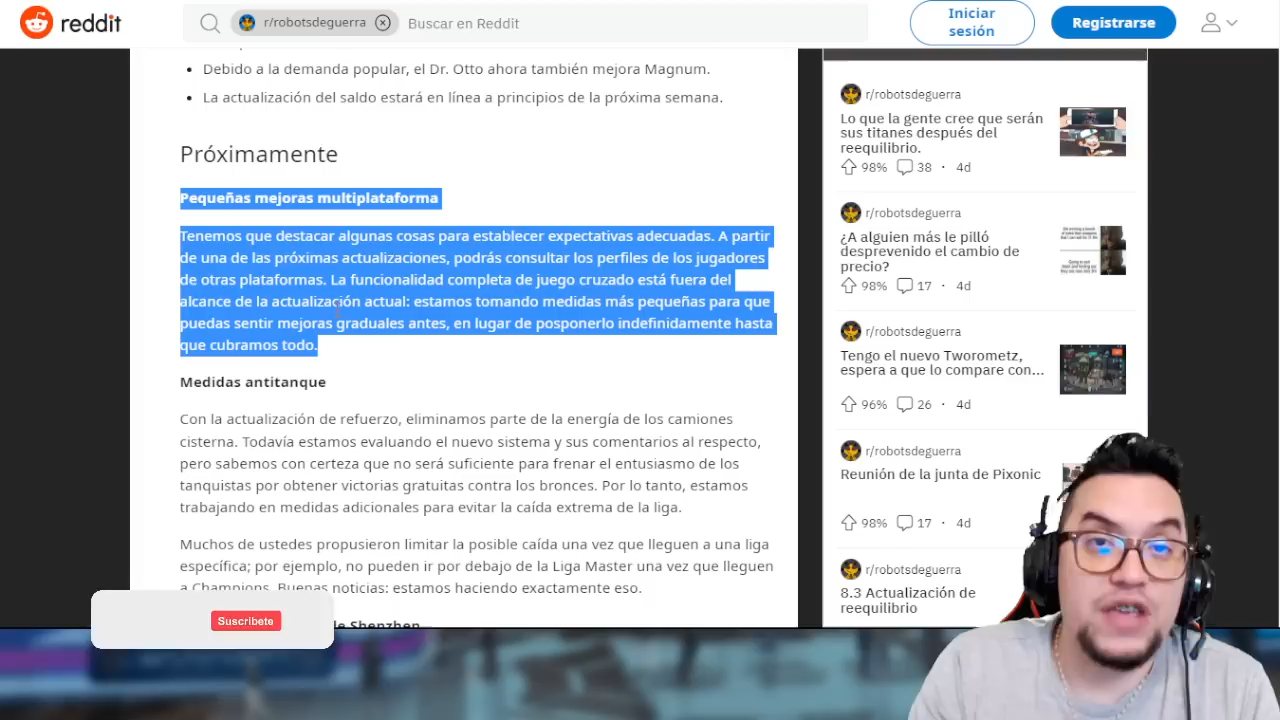 reddit
r/robotsdeguerra
Buscar en Reddit
Iniciar
sesión
Registrarse
Debido a la demanda popular, el Dr. Otto ahora también mejora Magnum.
La actualización del saldo estará en línea a principios de la próxima semana.
Próximamente
Pequeñas mejoras multiplataforma
Tenemos que destacar algunas cosas para establecer expectativas adecuadas. A partir
de una de las próximas actualizaciones, podrás consultar los perfiles de los jugadores
de otras plataformas. La funcionalidad completa de juego cruzado está fuera del
alcance de la actualización actual: estamos tomando medidas más pequeñas para que
puedas sentir mejoras graduales antes, en lugar de posponerlo indefinidamente hasta
que cubramos todo.
Medidas antitanque
Con la actualización de refuerzo, eliminamos parte de la energía de los camiones
cisterna. Todavía estamos evaluando el nuevo sistema y sus comentarios al respecto,
pero sabemos con certeza que no será suficiente para frenar el entusiasmo de los
tanquistas por obtener victorias gratuitas contra los bronces. Por lo tanto, estamos
trabajando en medidas adicionales para evitar la caída extrema de la liga.
Muchos de ustedes propusieron limitar la posible caída una vez que lleguen a una liga
específica; por ejemplo, no pueden ir por debajo de la Liga Master una vez que lleguen
a Champions. Buenas noticias: estamos haciendo exactamente eso.
de Shenzhen
Suscribete
r/robotsdeguerra
Lo que la gente cree que serán
sus titanes después del
reequilibrio.
98% 38 · 4d
r/robotsdeguerra
¿A alguien más le pilló
desprevenido el cambio de
precio?
98% 17 · 4d
r/robotsdeguerra
Tengo el nuevo Tworometz,
espera a que lo compare con...
96% 26 · 4d
r/robotsdeguerra
Reunión de la junta de Pixonic
98% 17 · 4d
r/robotsdeguerra
8.3 Actualización de
reequilibrio